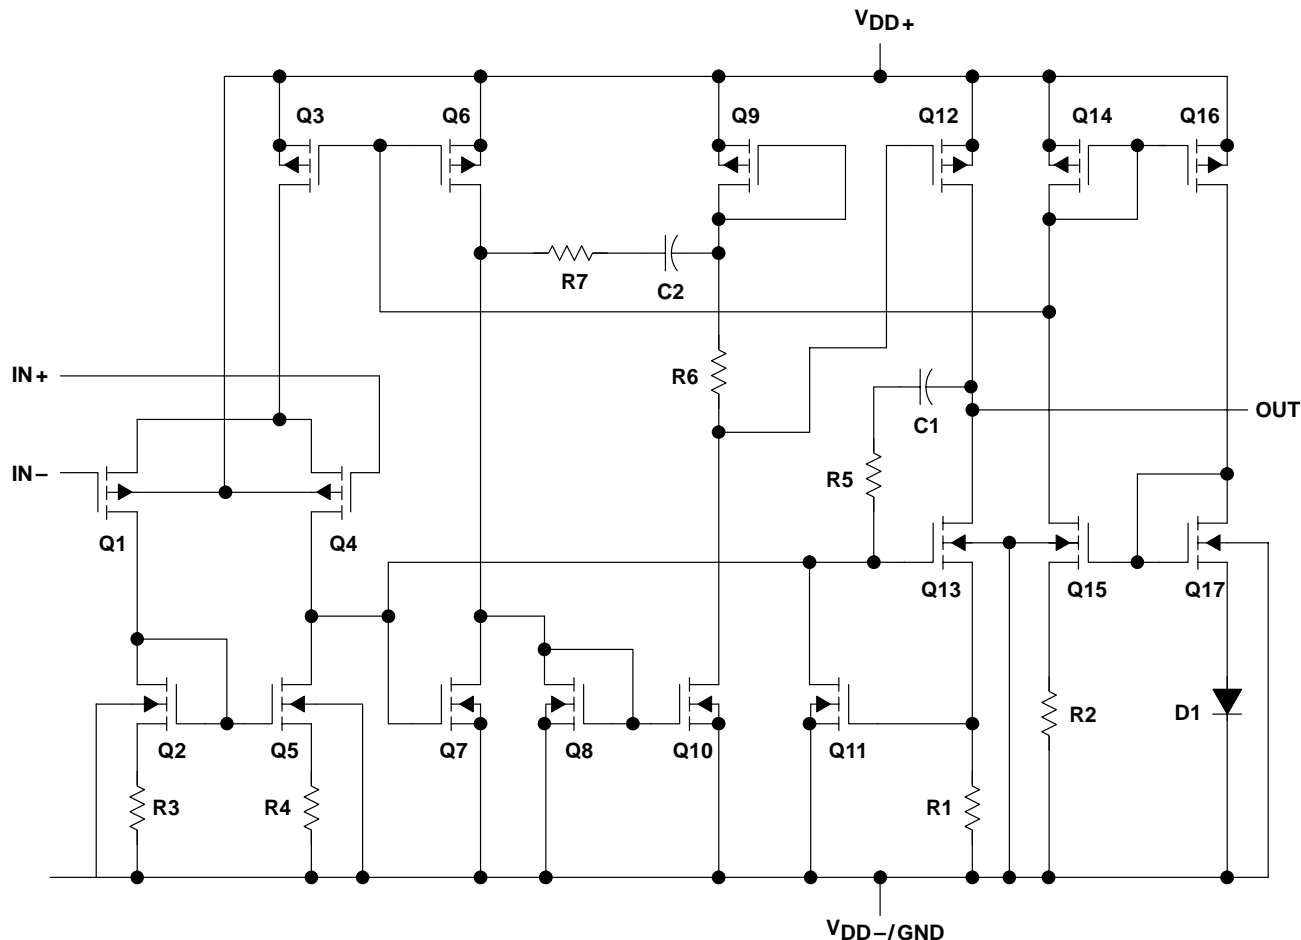 VDD+
Q3
Q6
Q9
Q12
Q14
Q16
R7
C2
IN+
R6
C1
OUT
IN−
R5
Q1
Q4
Q13
Q15
Q17
Q2
Q5
Q7
Q8
Q10
Q11
R2
D1
R3
R4
R1
VDD−/GND